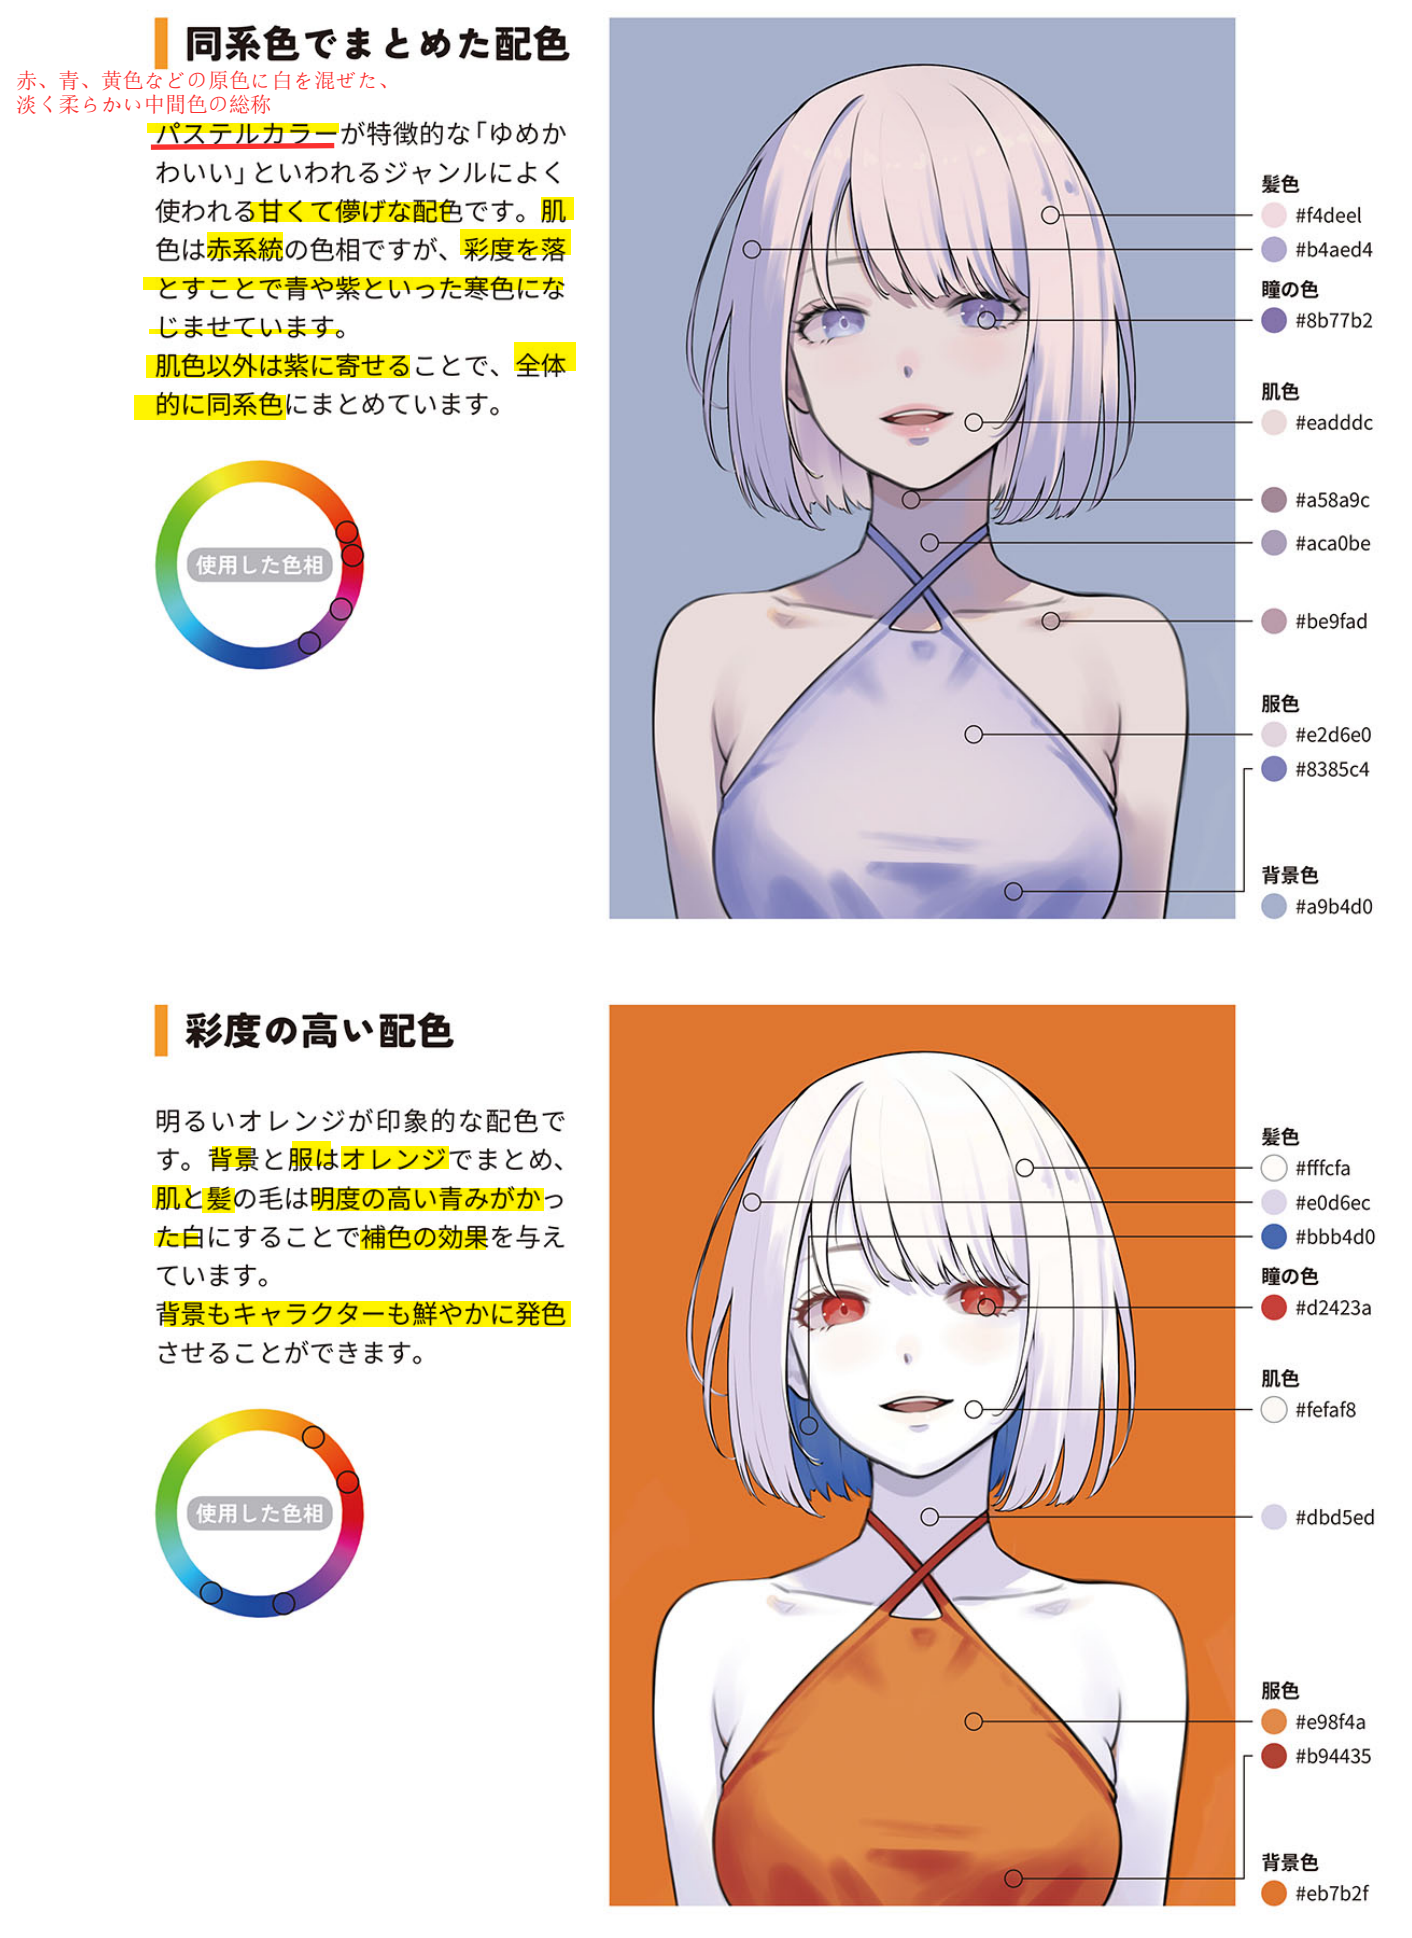 同系色でまとめた配色
赤、青、黄色などの原色に白を混ぜた、
淡く柔らかい中間色の総称
パステルカラーが特徴的な「ゆめか
わいい」といわれるジャンルによく
使われる甘くて儚げな配色です。肌
色は赤系統の色相ですが、彩度を落
とすことで青や紫といった寒色にな
じませています。
肌色以外は紫に寄せることで、全体
的に同系色にまとめています。
使用した色相
髪色
#f4deel
#b4aed4
瞳の色
#8b77b2
肌色
#eadddc
#a58a9c
#aca0be
#be9fad
服色
#e2d6e0
#8385c4
背景色
#a9b4d0
彩度の高い配色
明るいオレンジが印象的な配色で
す。背景と服はオレンジでまとめ、
肌と髪の毛は明度の高い青みがかっ
た白にすることで補色の効果を与え
ています。
背景もキャラクターも鮮やかに発色
させることができます。
使用した色相
髪色
#fffcfa
#e0d6ec
#bbb4d0
瞳の色
#d2423a
肌色
#fefaf8
#dbd5ed
服色
#e98f4a
#b94435
背景色
#eb7b2f